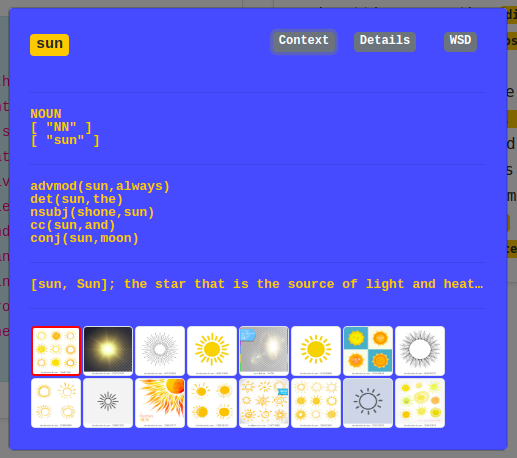 sun
Context
Details
WSD
NOUN
[ "NN" ]
[ "sun" ]
advmod(sun,always)
det(sun,the)
nsubj(shone,sun)
cc(sun,and)
conj(sun,moon)
[sun, Sun]; the star that is the source of light and heat…